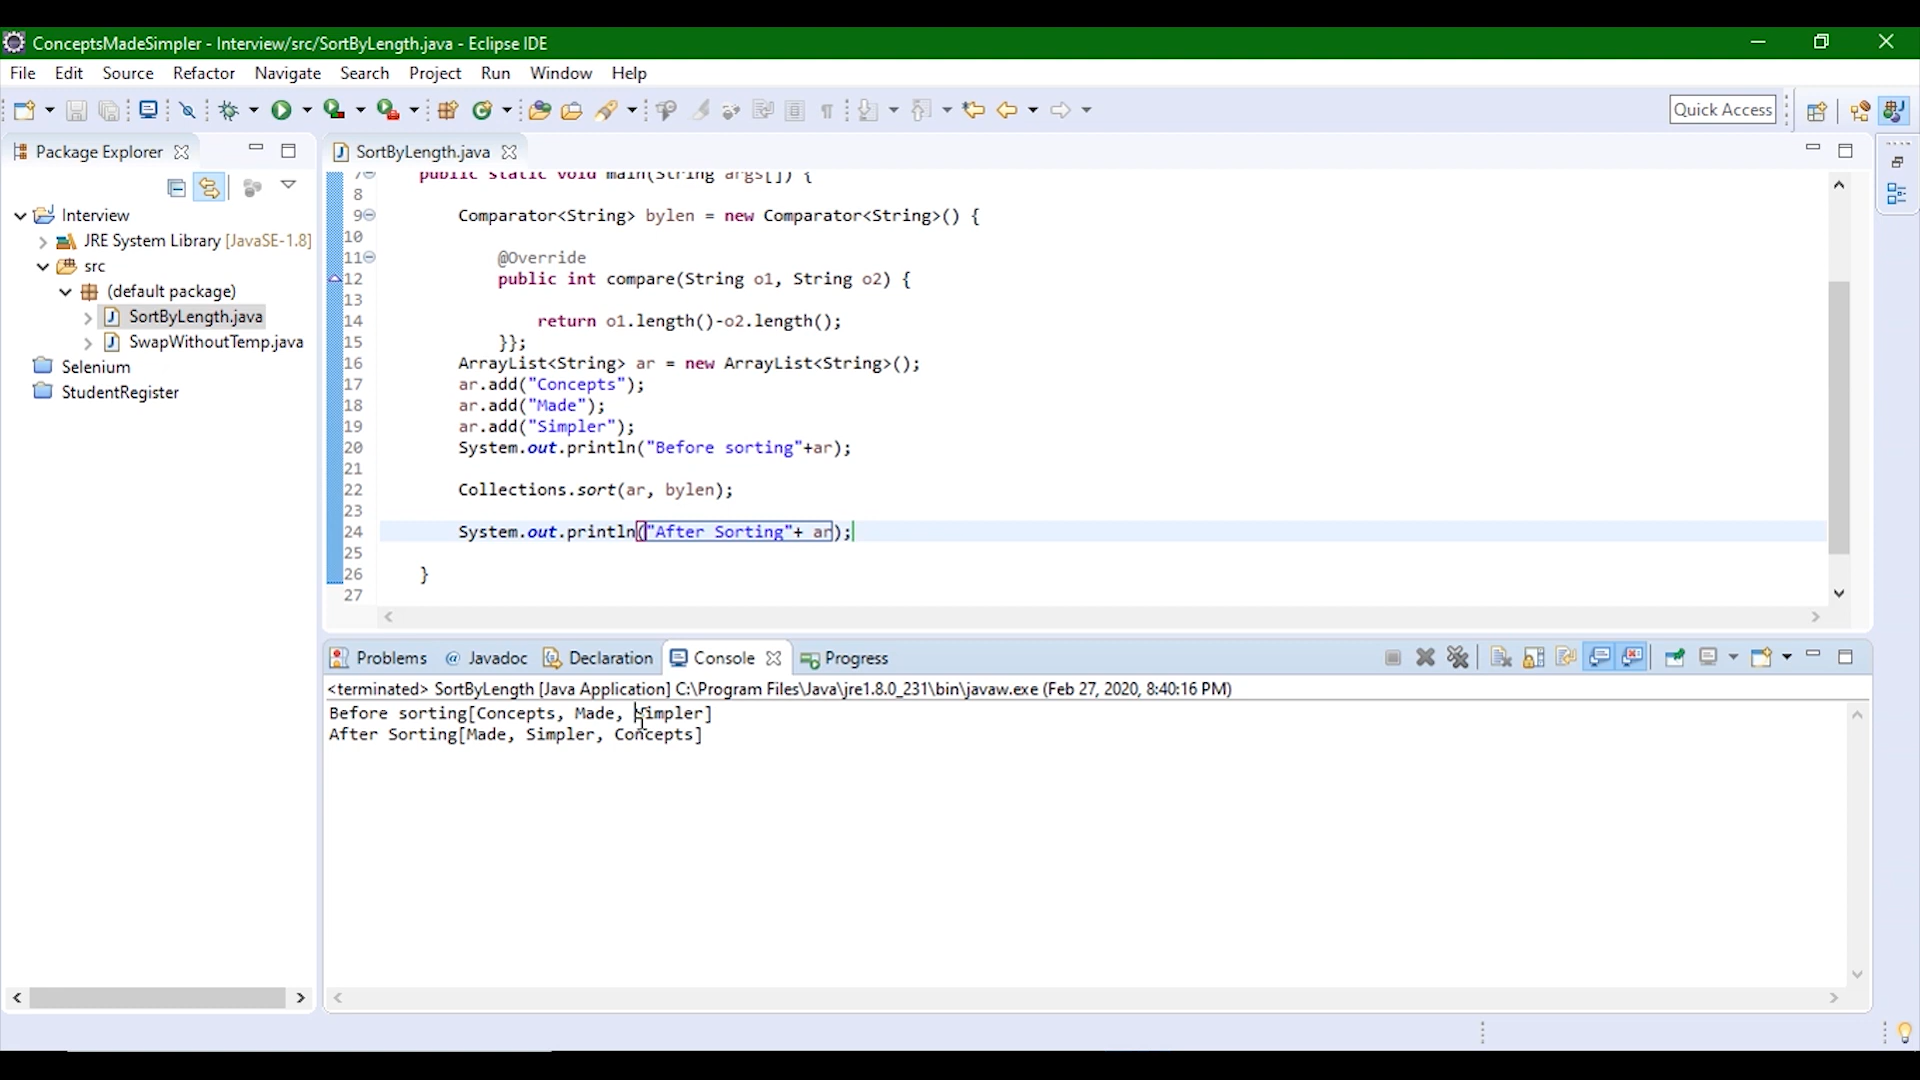 ConceptsMadeSimpler - Interview/src/SortByLength.java - Eclipse IDE
File Edit Source Refactor Navigate Search Project Run Window Help
Quick Access
Package Explorer
Interview
JRE System Library [JavaSE-1.8]
src
(default package)
SortByLength.java
SwapWithoutTemp.java
Selenium
StudentRegister
SortByLength.java
7 public static void main(String args[]) {
8
9 Comparator<String> bylen = new Comparator<String>() {
10
11 @Override
12 public int compare(String o1, String o2) {
13
14 return o1.length()-o2.length();
15 }};
16 ArrayList<String> ar = new ArrayList<String>();
17 ar.add("Concepts");
18 ar.add("Made");
19 ar.add("Simpler");
20 System.out.println("Before sorting"+ar);
21
22 Collections.sort(ar, bylen);
23
24 System.out.println("After Sorting"+ ar);
25
26 }
27
Problems @ Javadoc Declaration Console Progress
<terminated> SortByLength [Java Application] C:\Program Files\Java\jre1.8.0_231\bin\javaw.exe (Feb 27, 2020, 8:40:16 PM)
Before sorting[Concepts, Made, Simpler]
After Sorting[Made, Simpler, Concepts]